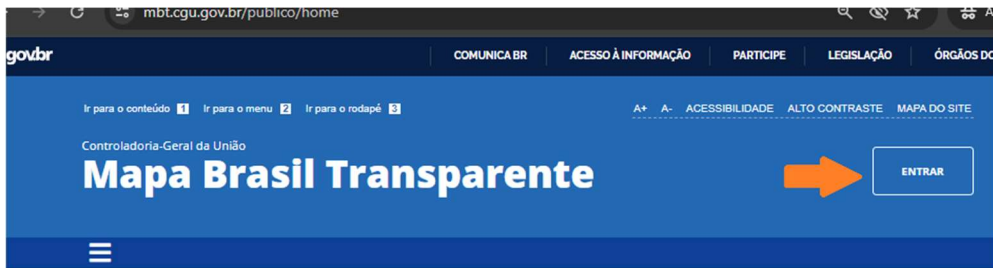 mbt.cgu.gov.br/publico/home
gov.br COMUNICA BR ACESSO À INFORMAÇÃO PARTICIPE LEGISLAÇÃO ÓRGÃOS DO
Ir para o conteúdo 1 Ir para o menu 2 Ir para o rodapé 3 A+ A- ACESSIBILIDADE ALTO CONTRASTE MAPA DO SITE
Controladoria-Geral da União
Mapa Brasil Transparente
ENTRAR